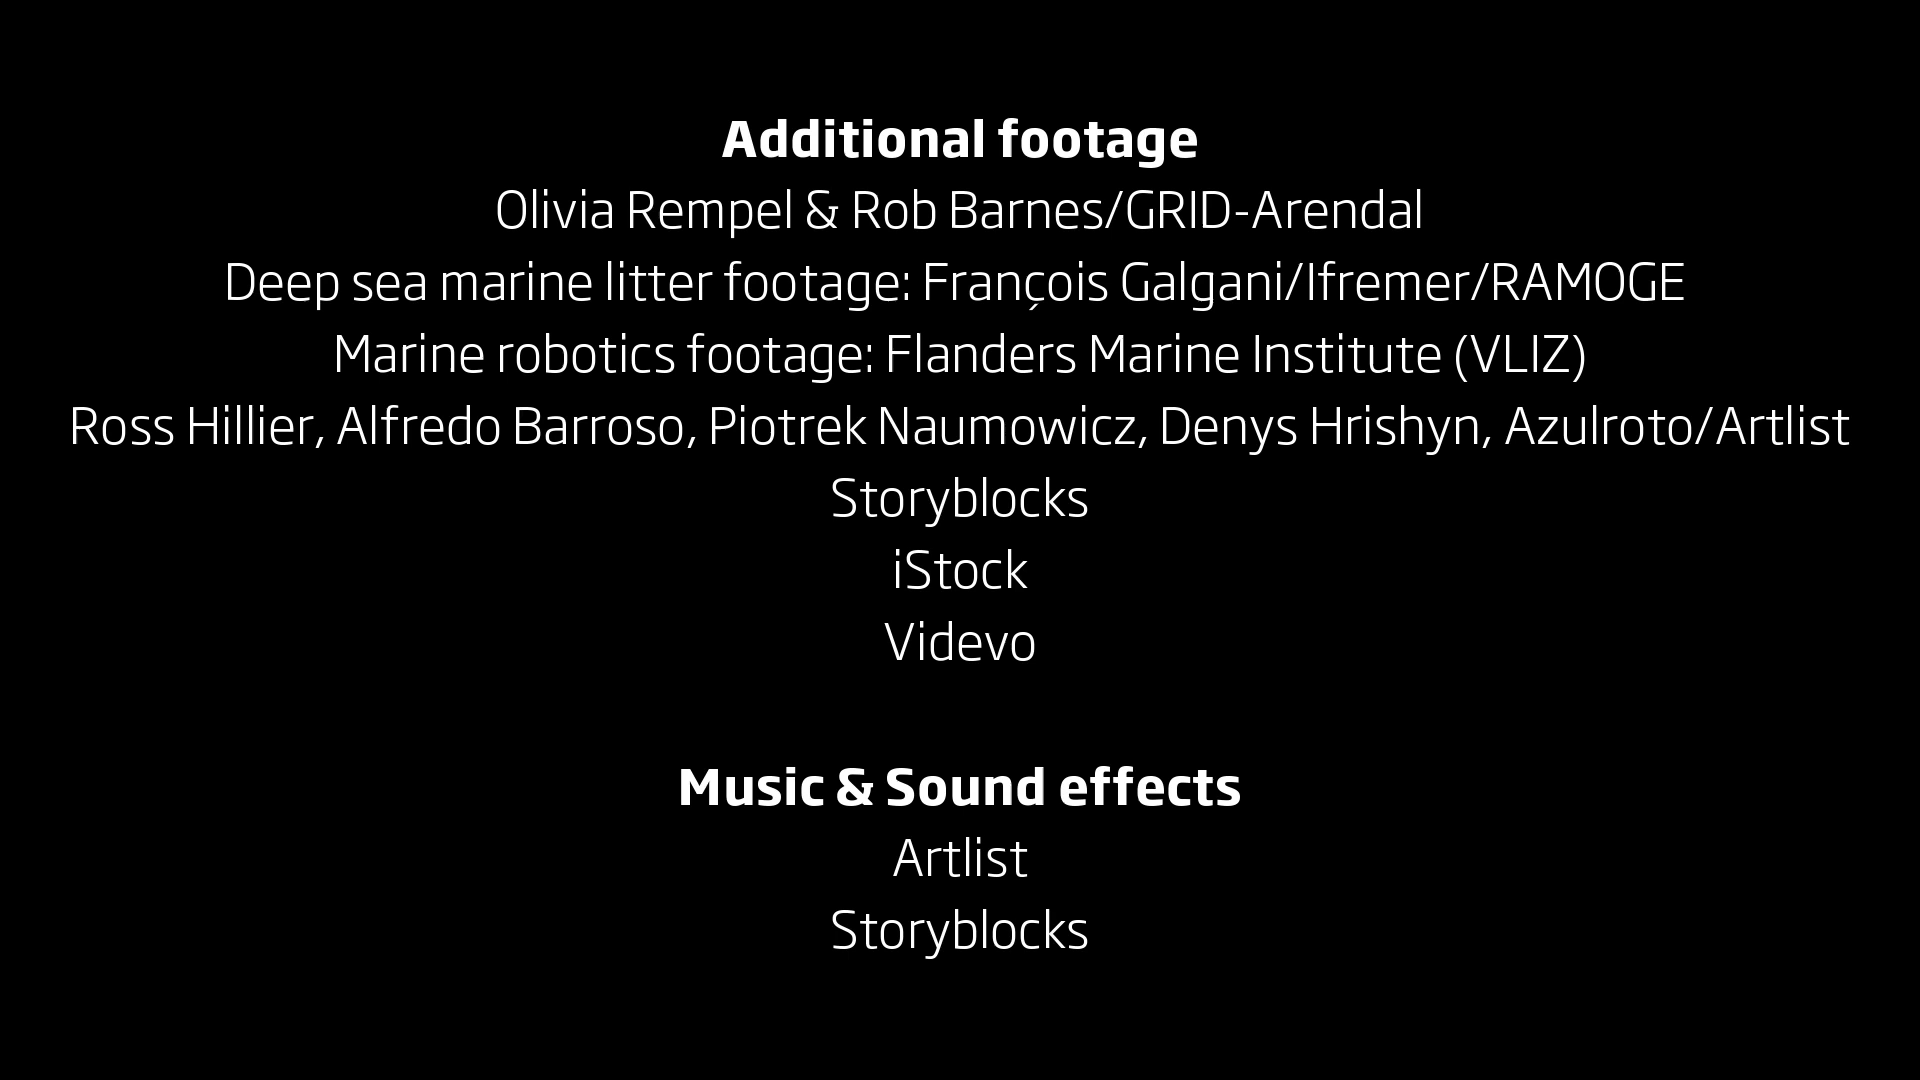 Additional footage
Olivia Rempel & Rob Barnes/GRID-Arendal
Deep sea marine litter footage: François Galgani/Ifremer/RAMOGE
Marine robotics footage: Flanders Marine Institute (VLIZ)
Ross Hillier, Alfredo Barroso, Piotrek Naumowicz, Denys Hrishyn, Azulroto/Artlist
Storyblocks
iStock
Videvo
Music & Sound effects
Artlist
Storyblocks